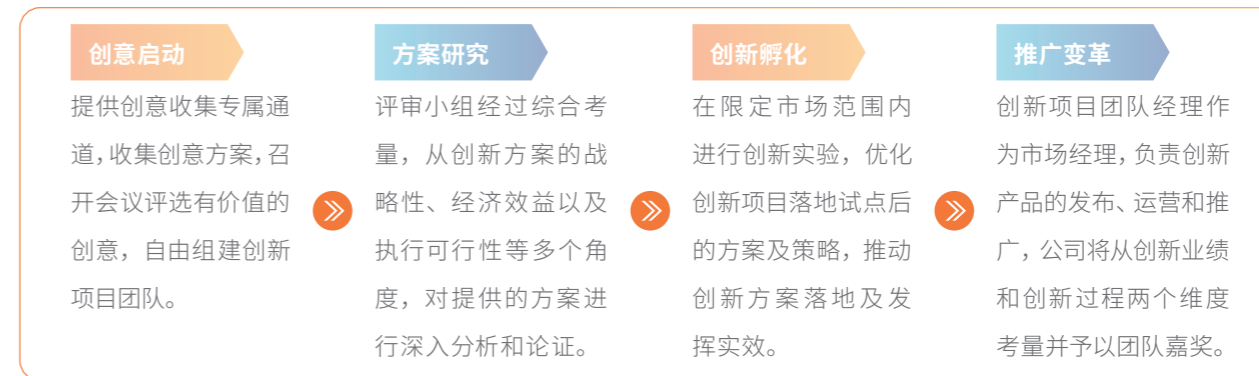 创意启动
提供创意收集专属通
道，收集创意方案，召
开会议评选有价值的
创意，自由组建创新
项目团队。
方案研究
评审小组经过综合考
量，从创新方案的战
略性、经济效益以及
执行可行性等多个角
度，对提供的方案进
行深入分析和论证。
创新孵化
在限定市场范围内
进行创新实验，优化
创新项目落地试点后
的方案及策略，推动
创新方案落地及发
挥实效。
推广变革
创新项目团队经理作
为市场经理，负责创新
产品的发布、运营和推
广，公司将从创新业绩
和创新过程两个维度
考量并予以团队嘉奖。